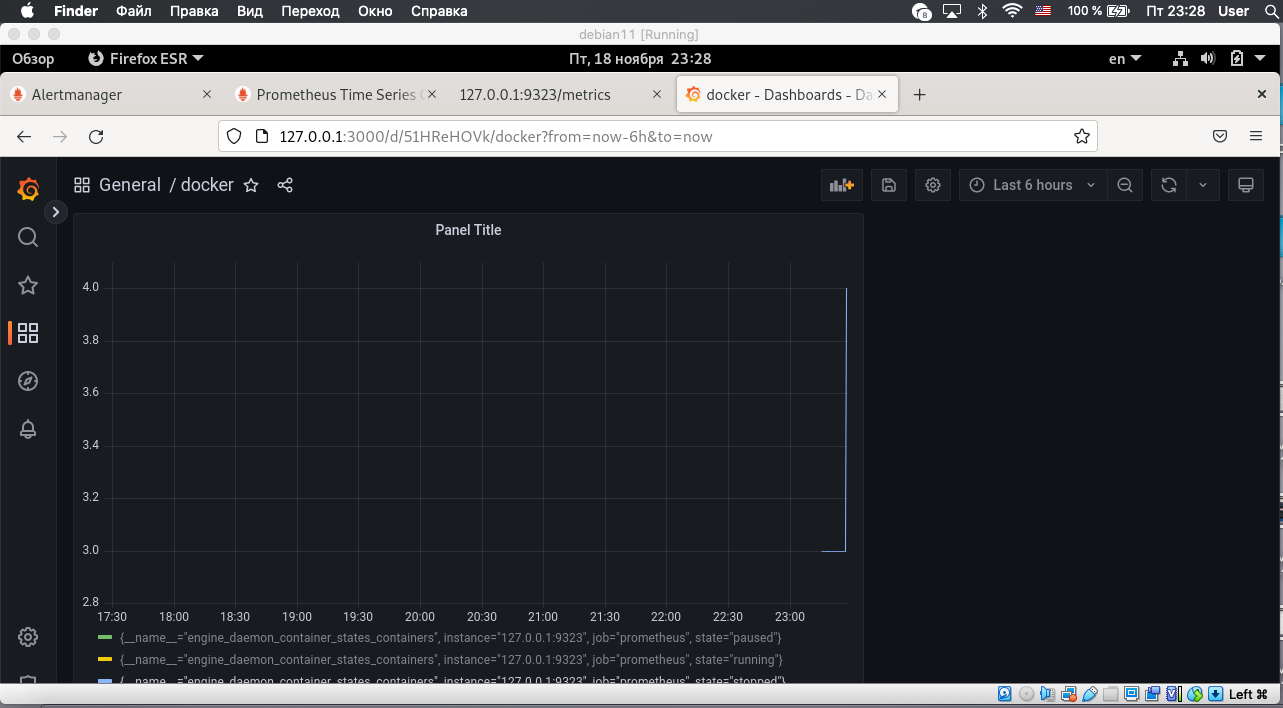 Finder Файл Правка Вид Переход Окно Справка 8 100 % Пт 23:28 User
debian11 [Running]
Обзор Firefox ESR Пт, 18 ноября 23:28 en
Alertmanager Prometheus Time Series 127.0.0.1:9323/metrics docker - Dashboards - Da
127.0.0.1:3000/d/51HReHOVk/docker?from=now-6h&to=now
General / docker Last 6 hours
Panel Title
4.0
3.8
3.6
3.4
3.2
3.0
2.8
17:30 18:00 18:30 19:00 19:30 20:00 20:30 21:00 21:30 22:00 22:30 23:00
{__name__="engine_daemon_container_states_containers", instance="127.0.0.1:9323", job="prometheus", state="paused"}
{__name__="engine_daemon_container_states_containers", instance="127.0.0.1:9323", job="prometheus", state="running"}
{__name__="engine_daemon_container_states_containers", instance="127.0.0.1:9323", job="prometheus", state="stopped"}
Left ⌘